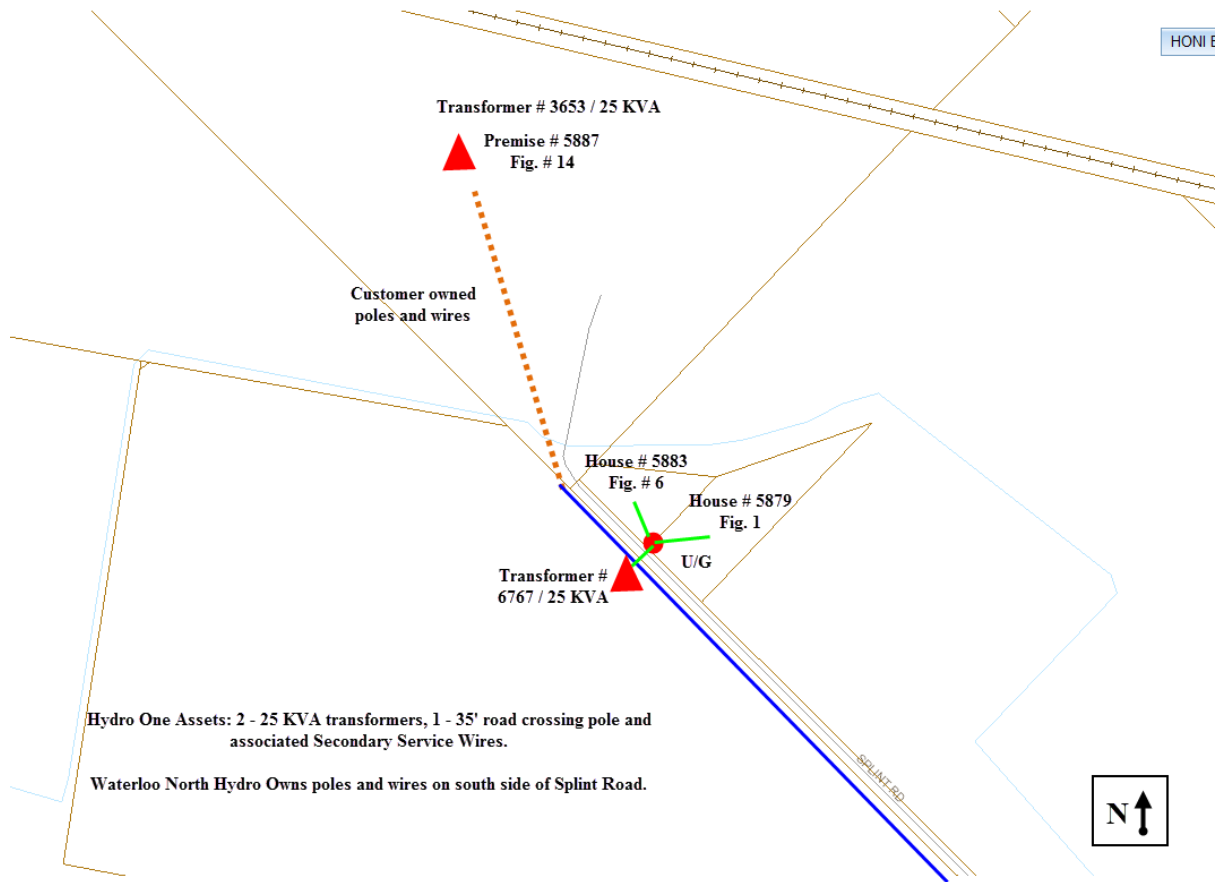 HONI E
Transformer # 3653 / 25 KVA
Premise # 5887
Fig. # 14
Customer owned
poles and wires
House # 5883
Fig. # 6
House # 5879
Fig. 1
U/G
Transformer #
6767 / 25 KVA
Hydro One Assets: 2 - 25 KVA transformers, 1 - 35' road crossing pole and
associated Secondary Service Wires.
Waterloo North Hydro Owns poles and wires on south side of Splint Road.
SPLINT RD
N